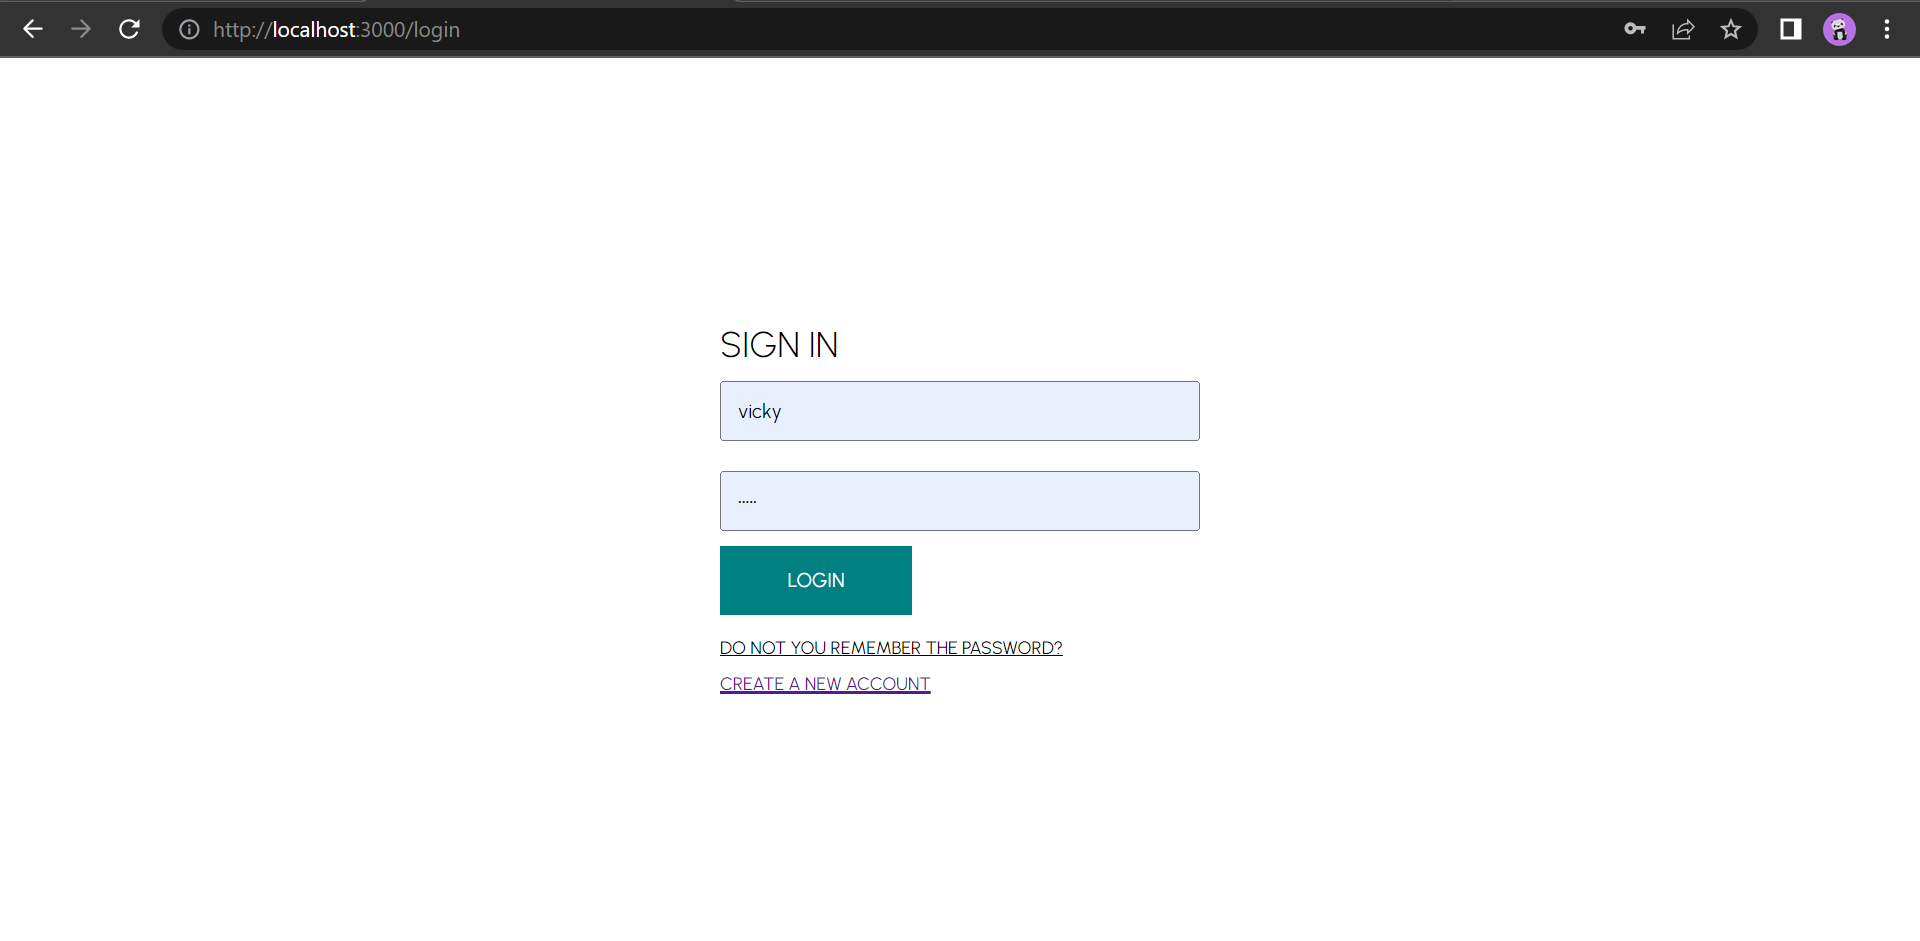 http://localhost:3000/login
SIGN IN
vicky
.....
LOGIN
DO NOT YOU REMEMBER THE PASSWORD?
CREATE A NEW ACCOUNT